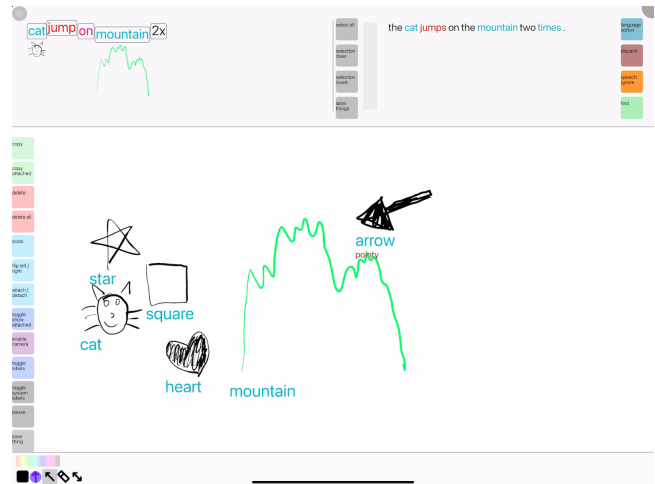 cat jump on mountain 2x
select all
selection clear
selection invert
label things
the cat jumps on the mountain two times .
language action
discard
speech ignore
find
copy
copy attached
delete
delete all
scale
flip left / right
attach / detach
toggle show attached
enable camera
toggle labels
toggle system labels
pause
save thing
star
square
cat
heart
mountain
arrow
pointy